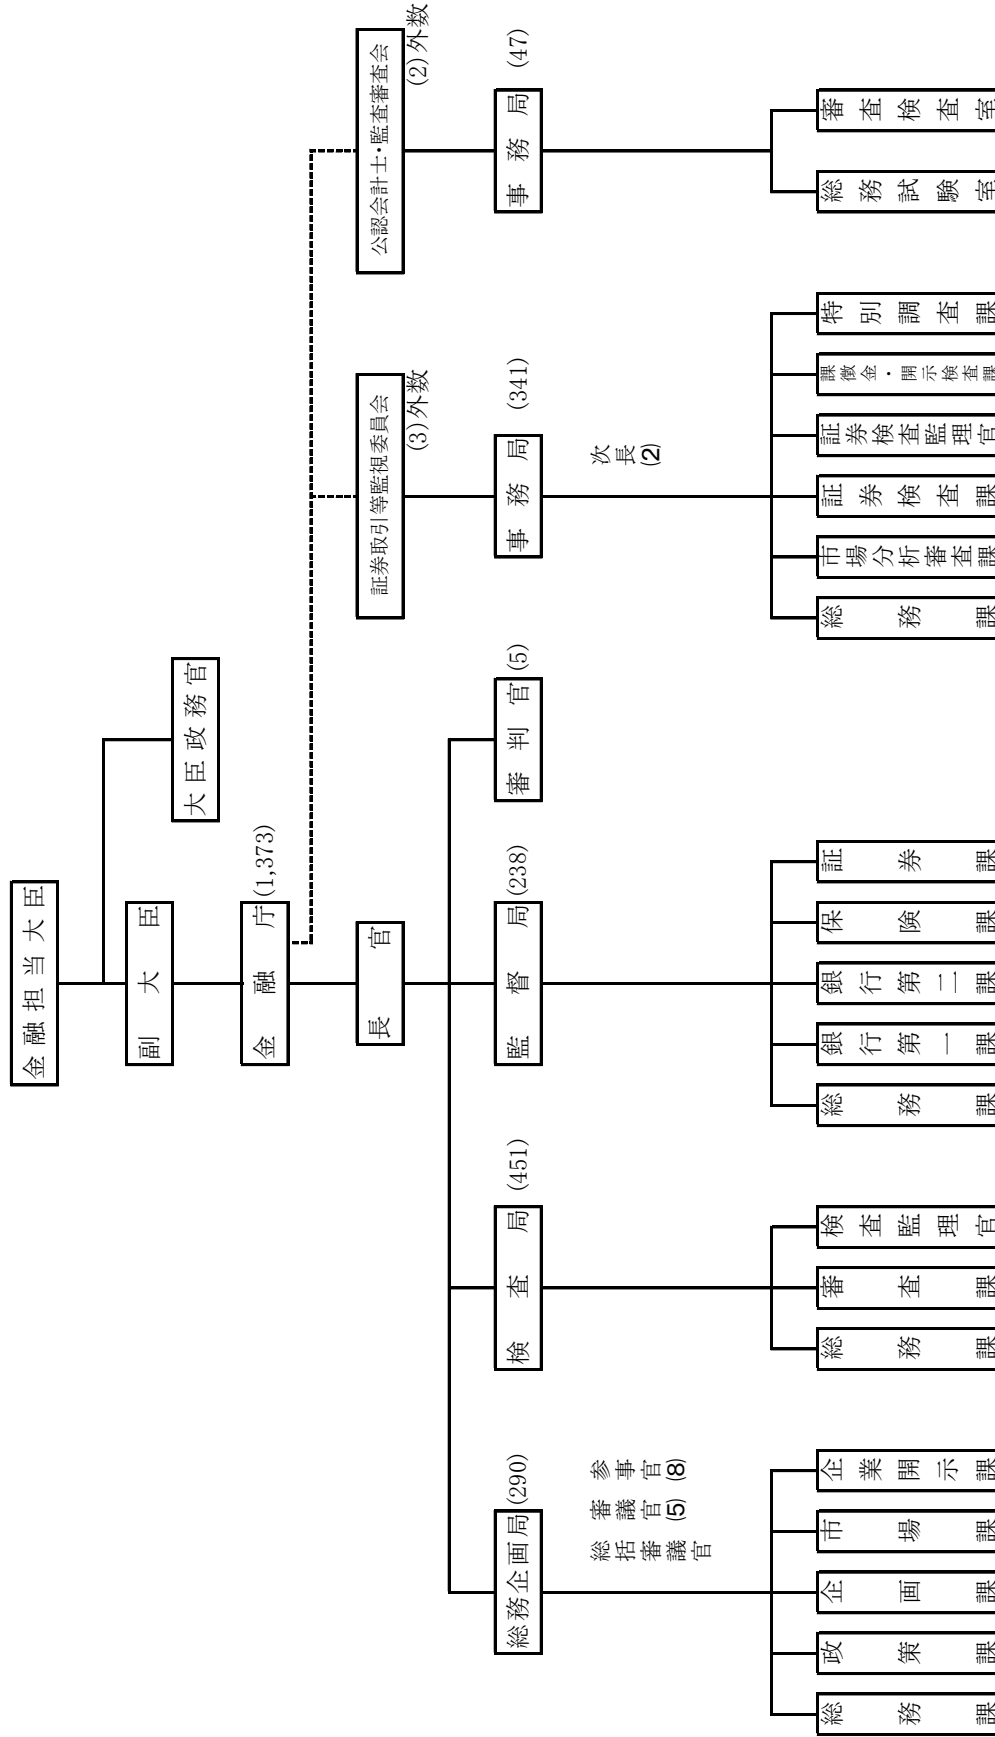 金融担当大臣
副大臣
大臣政務官
金融庁 (1,373)
長官
証券取引等監視委員会
(3)外数
公認会計士・監査審査会
(2)外数
総務企画局 (290)
検査局 (451)
監督局 (238)
審判官 (5)
事務局 (341)
事務局 (47)
総括審議官
審議官(5)
参事官(8)
次長(2)
総務課
政策課
企画課
市場課
企業開示課
総務課
審査課
検査監理官
総務課
銀行第一課
銀行第二課
保険課
証券課
総務課
市場分析審査課
証券検査課
証券検査監理官
課徴金・開示検査課
特別調査課
総務試験室
審査検査室